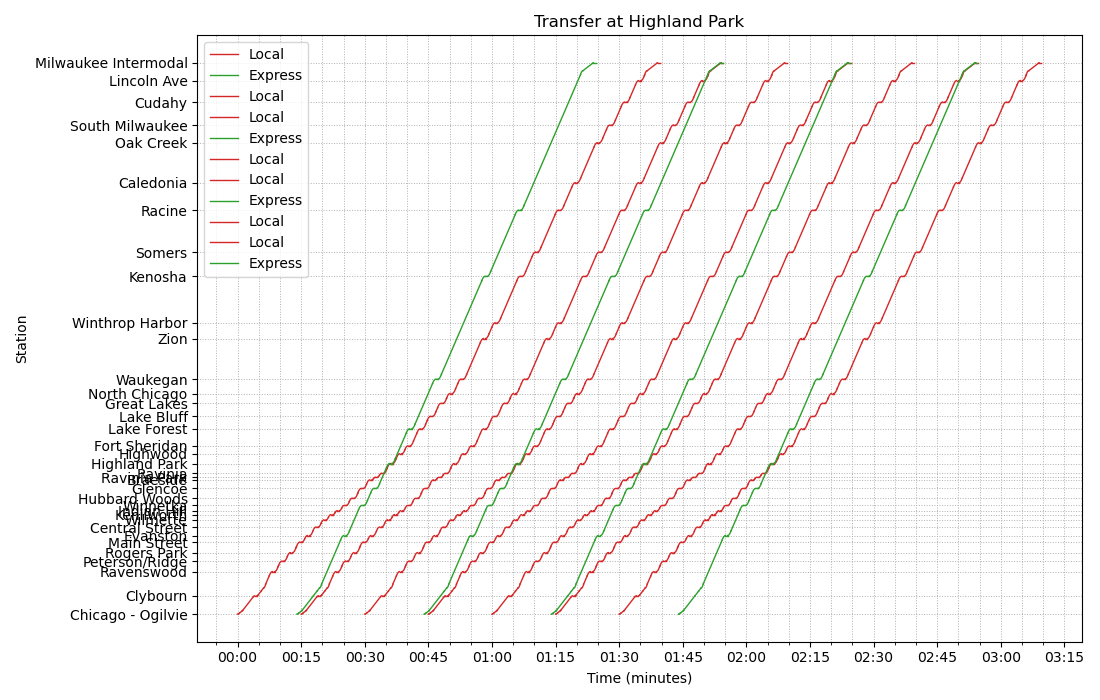 Transfer at Highland Park
Milwaukee Intermodal
Lincoln Ave
Cudahy
South Milwaukee
Oak Creek
Caledonia
Racine
Somers
Kenosha
Winthrop Harbor
Zion
Waukegan
North Chicago
Great Lakes
Lake Bluff
Lake Forest
Fort Sheridan
Highwood
Highland Park
Ravinia
Braeside
Glencoe
Hubbard Woods
Winnetka
Kenilworth
Wilmette
Central Street
Evanston
Main Street
Rogers Park
Peterson/Ridge
Ravenswood
Clybourn
Chicago - Ogilvie
Station
Local
Express
Local
Local
Express
Local
Local
Express
Local
Local
Express
00:00 00:15 00:30 00:45 01:00 01:15 01:30 01:45 02:00 02:15 02:30 02:45 03:00 03:15
Time (minutes)